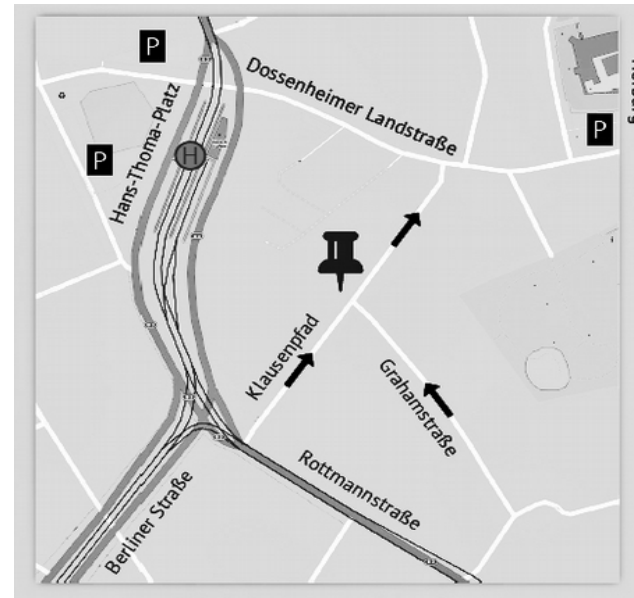 P
Dossenheimer Landstraße
Hans-Thoma-Platz
P
P
H
Klausenpfad
Grahamstraße
Rottmannstraße
Berliner Straße